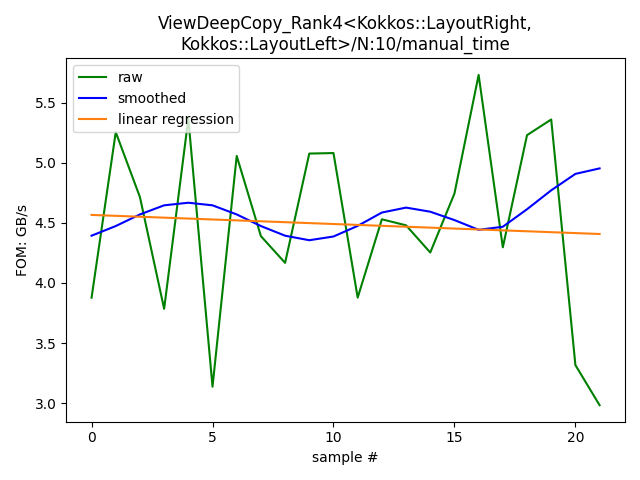 ViewDeepCopy_Rank4<Kokkos::LayoutRight,
Kokkos::LayoutLeft>/N:10/manual_time
raw
smoothed
linear regression
FOM: GB/s
5.5
5.0
4.5
4.0
3.5
3.0
0
5
10
15
20
sample #